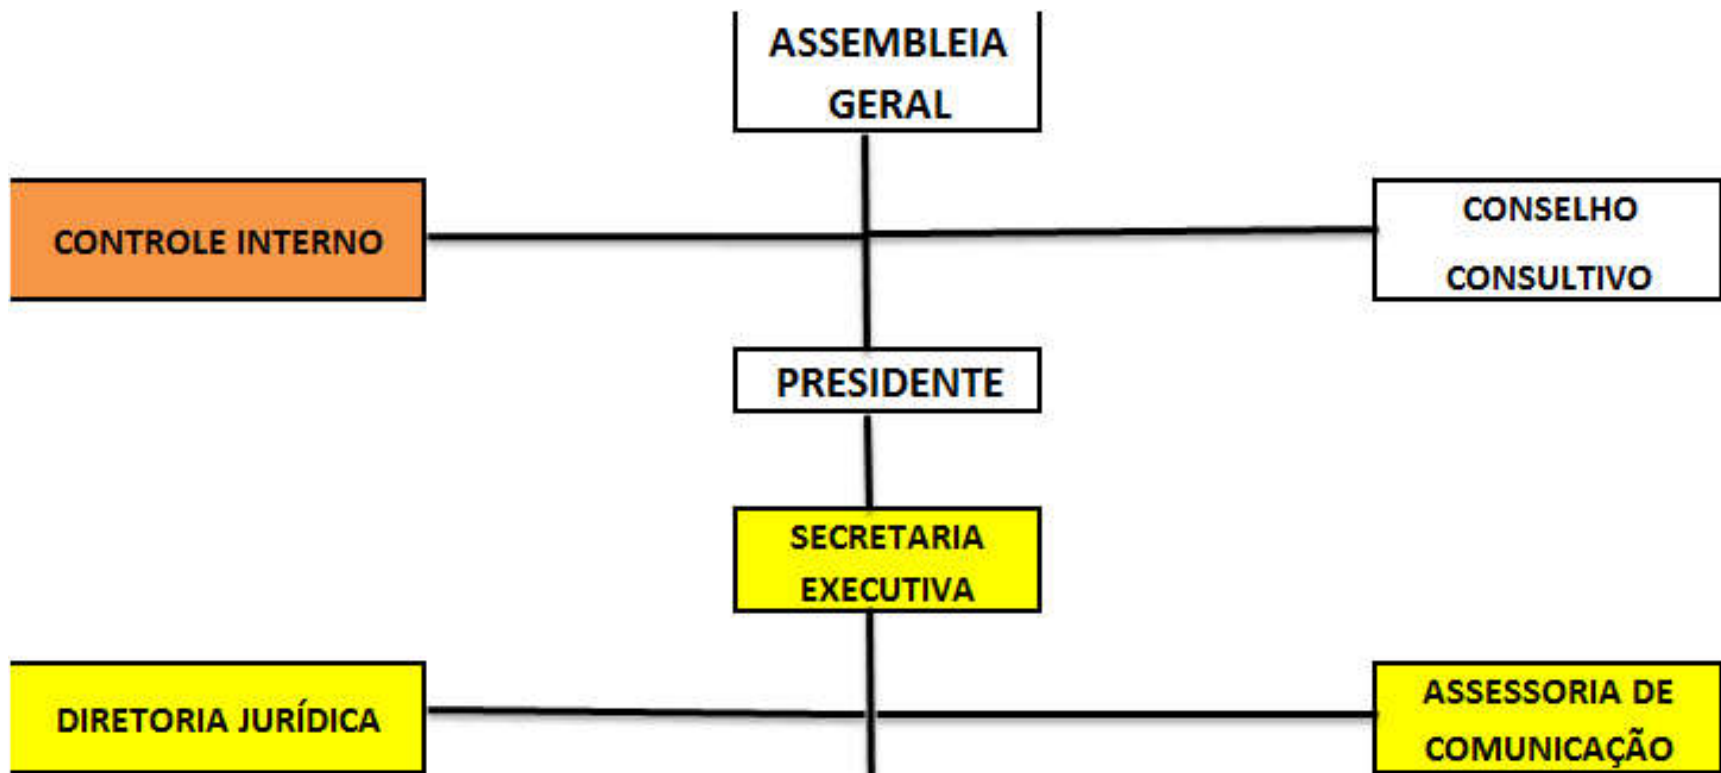 ASSEMBLEIA
GERAL
CONTROLE INTERNO
CONSELHO
CONSULTIVO
PRESIDENTE
SECRETARIA
EXECUTIVA
DIRETORIA JURÍDICA
ASSESSORIA DE
COMUNICAÇÃO